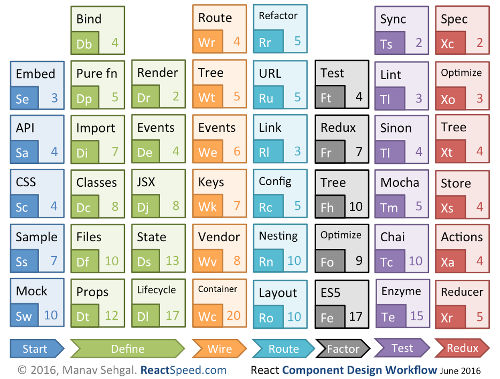 Bind
Db 4
Route
Wr 4
Refactor
Rr 5
Sync
Ts 2
Spec
Xc 2
Embed
Se 3
Pure fn
Dp 5
Render
Dr 2
Tree
Wt 5
URL
Ru 5
Test
Ft 4
Lint
Tl 3
Optimize
Xo 3
API
Sa 4
Import
Di 7
Events
De 4
Events
We 6
Link
Rl 3
Redux
Fr 7
Sinon
Tl 4
Tree
Xt 4
CSS
Sc 4
Classes
Dc 8
JSX
Dj 8
Keys
Wk 7
Config
Rc 5
Tree
Fh 10
Mocha
Tm 5
Store
Xs 4
Sample
Ss 7
Files
Df 10
State
Ds 13
Vendor
Wv 8
Nesting
Rn 10
Optimize
Fo 9
Chai
Tc 10
Actions
Xa 4
Mock
Sw 10
Props
Dt 12
Lifecycle
Dl 17
Container
Wc 20
Layout
Ro 10
ES5
Fe 17
Enzyme
Te 15
Reducer
Xr 5
Start
Define
Wire
Route
Factor
Test
Redux
© 2016, Manav Sehgal. ReactSpeed.com
React Component Design Workflow June 2016